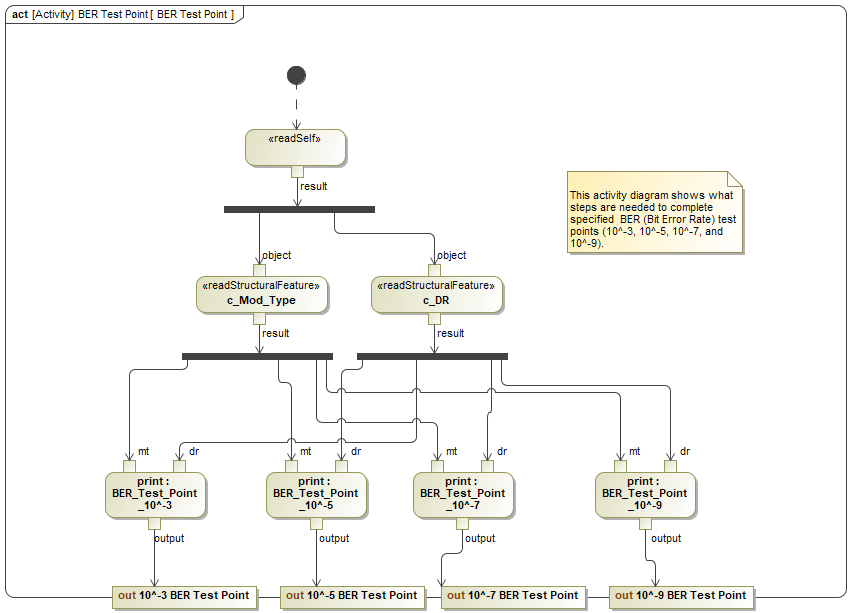 act [Activity] BER Test Point [ BER Test Point ]
«readSelf»
result
This activity diagram shows what
steps are needed to complete
specified BER (Bit Error Rate) test
points (10^-3, 10^-5, 10^-7, and
10^-9).
object
object
«readStructuralFeature»
c_Mod_Type
«readStructuralFeature»
c_DR
result
result
mt
dr
mt
dr
mt
dr
mt
dr
print :
BER_Test_Point
_10^-3
print :
BER_Test_Point
_10^-5
print :
BER_Test_Point
_10^-7
print :
BER_Test_Point
_10^-9
output
output
output
output
out 10^-3 BER Test Point
out 10^-5 BER Test Point
out 10^-7 BER Test Point
out 10^-9 BER Test Point